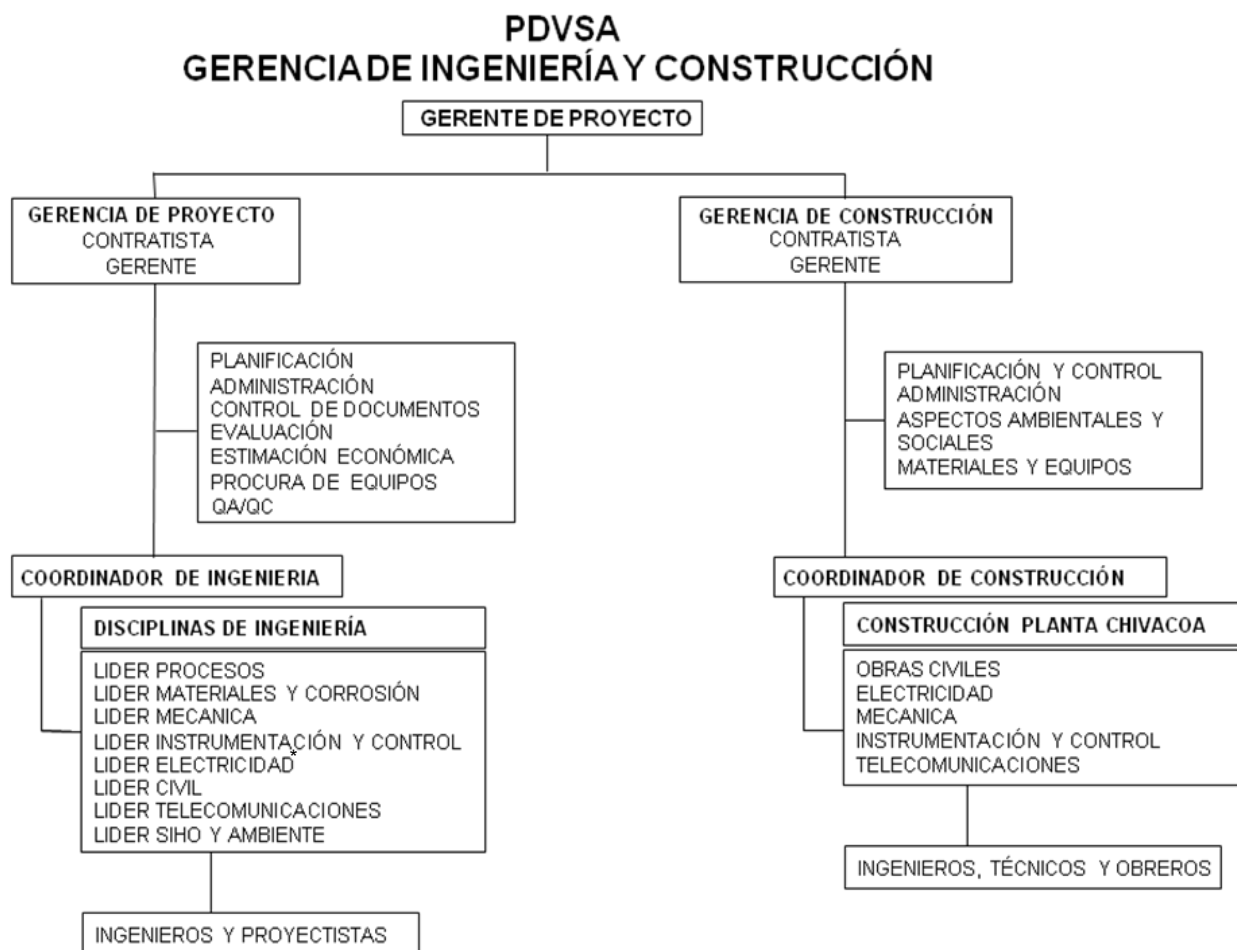 PDVSA
GERENCIA DE INGENIERÍA Y CONSTRUCCIÓN
GERENTE DE PROYECTO
GERENCIA DE PROYECTO
CONTRATISTA
GERENTE
GERENCIA DE CONSTRUCCIÓN
CONTRATISTA
GERENTE
PLANIFICACIÓN
ADMINISTRACIÓN
CONTROL DE DOCUMENTOS
EVALUACIÓN
ESTIMACIÓN ECONÓMICA
PROCURA DE EQUIPOS
QA/QC
PLANIFICACIÓN Y CONTROL
ADMINISTRACIÓN
ASPECTOS AMBIENTALES Y
SOCIALES
MATERIALES Y EQUIPOS
COORDINADOR DE INGENIERIA
DISCIPLINAS DE INGENIERÍA
LIDER PROCESOS
LIDER MATERIALES Y CORROSIÓN
LIDER MECANICA
LIDER INSTRUMENTACIÓN Y CONTROL
LIDER ELECTRICIDAD*
LIDER CIVIL
LIDER TELECOMUNICACIONES
LIDER SIHO Y AMBIENTE
INGENIEROS Y PROYECTISTAS
COORDINADOR DE CONSTRUCCIÓN
CONSTRUCCIÓN PLANTA CHIVACOA
OBRAS CIVILES
ELECTRICIDAD
MECANICA
INSTRUMENTACIÓN Y CONTROL
TELECOMUNICACIONES
INGENIEROS, TÉCNICOS Y OBREROS